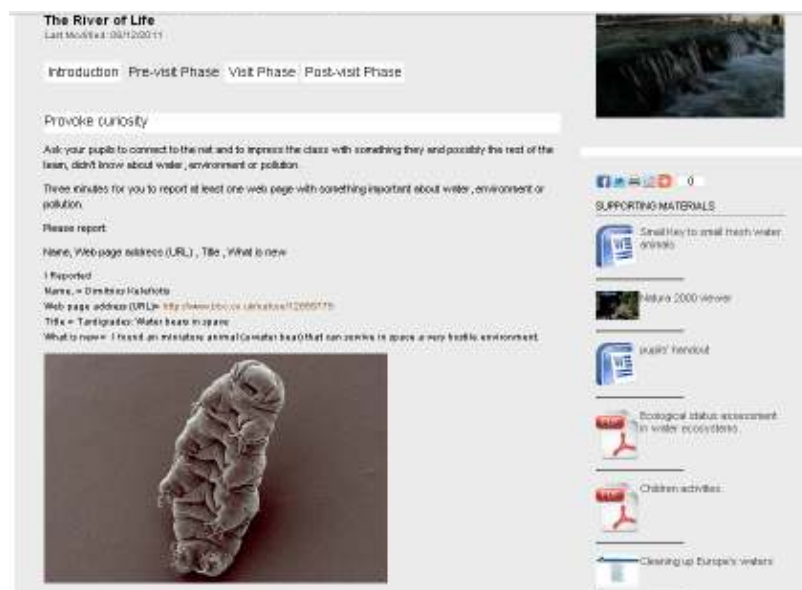 The River of Life
Last Modified: 06/12/2011
Introduction Pre-visit Phase Visit Phase Post-visit Phase
Provoke curiosity
Ask your pupils to connect to the net and to impress the class with something they and possibly the rest of the
team, didn't know about water, environment or pollution.
Three minutes for you to report at least one web page with something important about water, environment or
pollution.
Please report:
Name, Web page address (URL) , Title , What is new
I Reported
Name, = Dimitrios
Web page address (URL)=
Title = Tardigrades: Water bears in space
What is new = I found an miniature animal (a water bear) that can survive in space a very hostile environment.
0
SUPPORTING MATERIALS
Small Key to small fresh water
animals
Natura 2000 viewer
pupils' handout
Ecological status assessment
in water ecosystems
Children activities
Cleaning up Europe's waters